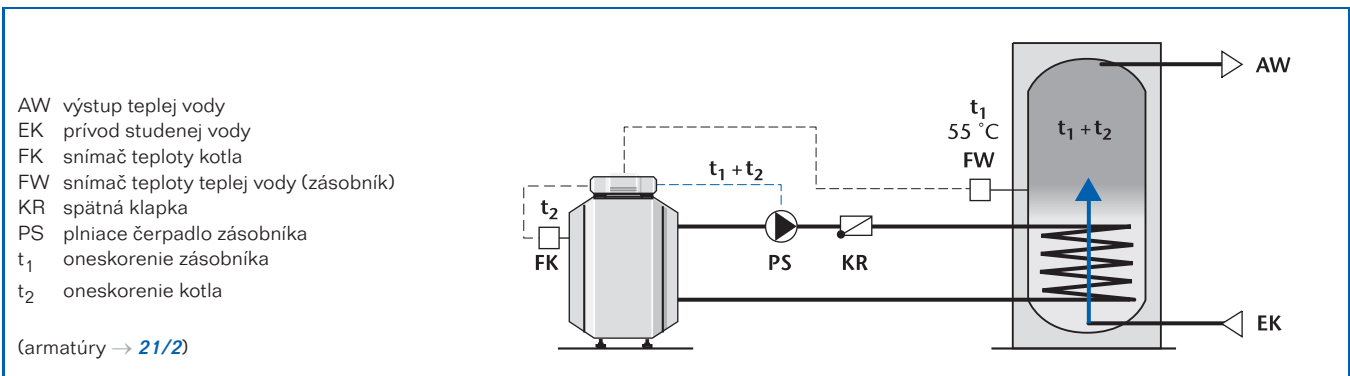 AW výstup teplej vody
EK prívod studenej vody
FK snímač teploty kotla
FW snímač teploty teplej vody (zásobník)
KR spätná klapka
PS plniace čerpadlo zásobníka
t1 oneskorenie zásobníka
t2 oneskorenie kotla
(armatúry → 21/2)
AW
t1
55 ˚C
FW
t1 + t2
t1 + t2
t2
FK
PS
KR
EK